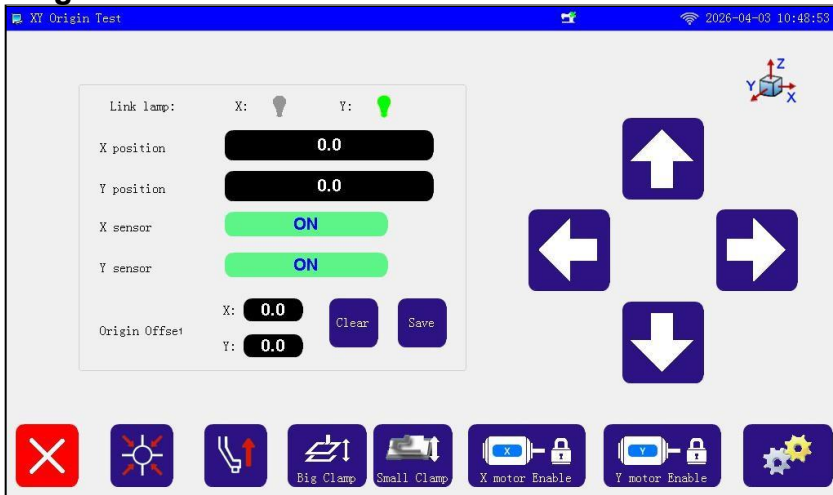 XY Origin Test
2026-04-03 10:48:53
Z
Y
X
Link lamp: X: Y:
X position 0.0
Y position 0.0
X sensor ON
Y sensor ON
Origin Offset
X: 0.0
Y: 0.0
Clear
Save
Big Clamp
Small Clamp
X
X motor Enable
Y
Y motor Enable